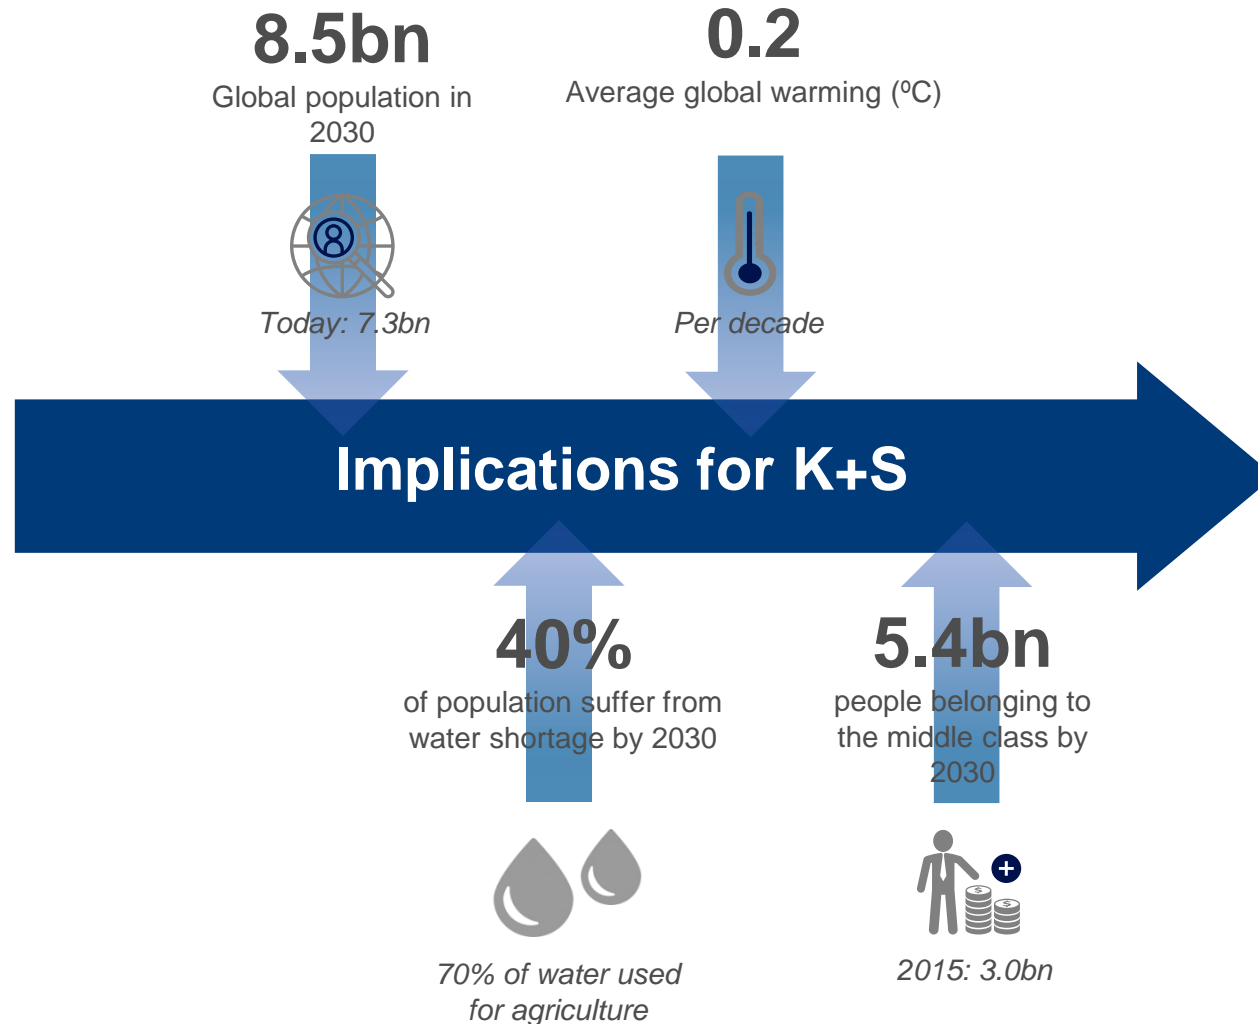 8.5bn
Global population in
2030
Today: 7.3bn
0.2
Average global warming (⁰C)
Per decade
Implications for K+S
40%
of population suffer from
water shortage by 2030
70% of water used
for agriculture
5.4bn
people belonging to
the middle class by
2030
+
$
$
2015: 3.0bn